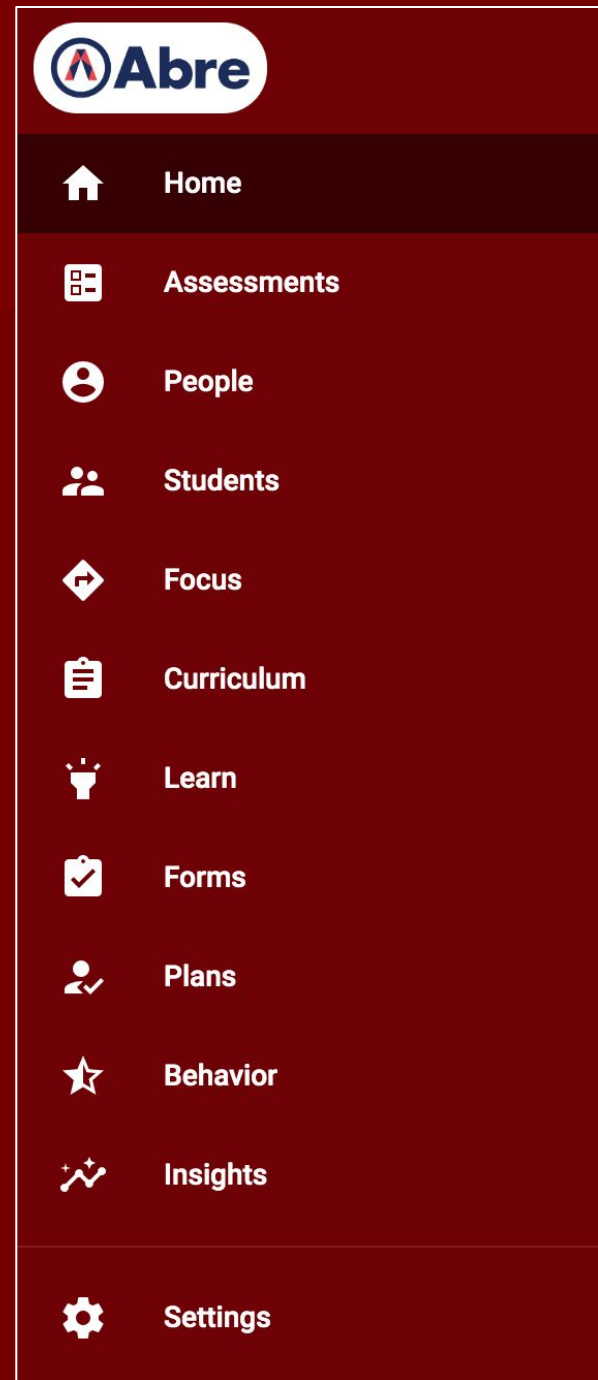 Abre
Home
Assessments
People
Students
Focus
Curriculum
Learn
Forms
Plans
Behavior
Insights
Settings